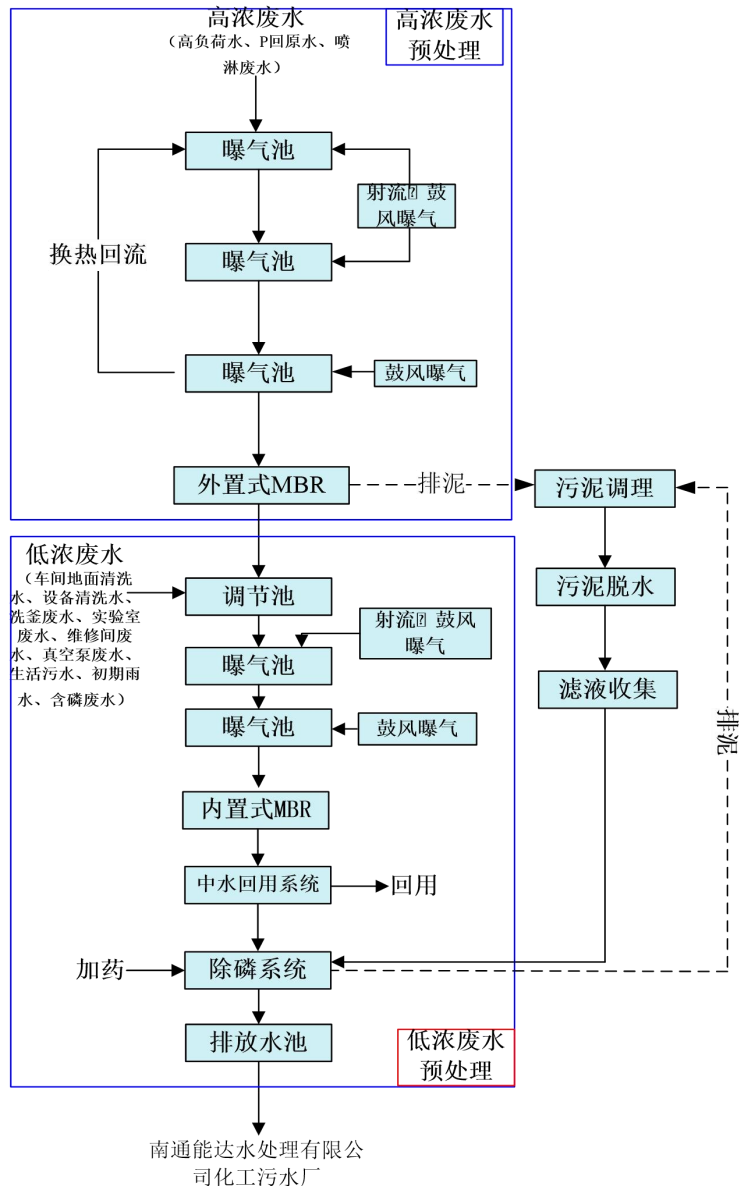 高浓废水
（高负荷水、P回原水、喷
淋废水）
高浓废水
预处理
曝气池
射流 鼓
风曝气
换热回流
曝气池
曝气池
鼓风曝气
外置式MBR
排泥
污泥调理
低浓废水
（车间地面清洗
水、设备清洗水、
洗釜废水、实验室
废水、维修间废
水、真空泵废水、
生活污水、初期雨
水、含磷废水）
调节池
污泥脱水
射流 鼓风
曝气
曝气池
滤液收集
曝气池
鼓风曝气
排泥
内置式MBR
中水回用系统
回用
加药
除磷系统
排放水池
低浓废水
预处理
南通能达水处理有限公
司化工污水厂